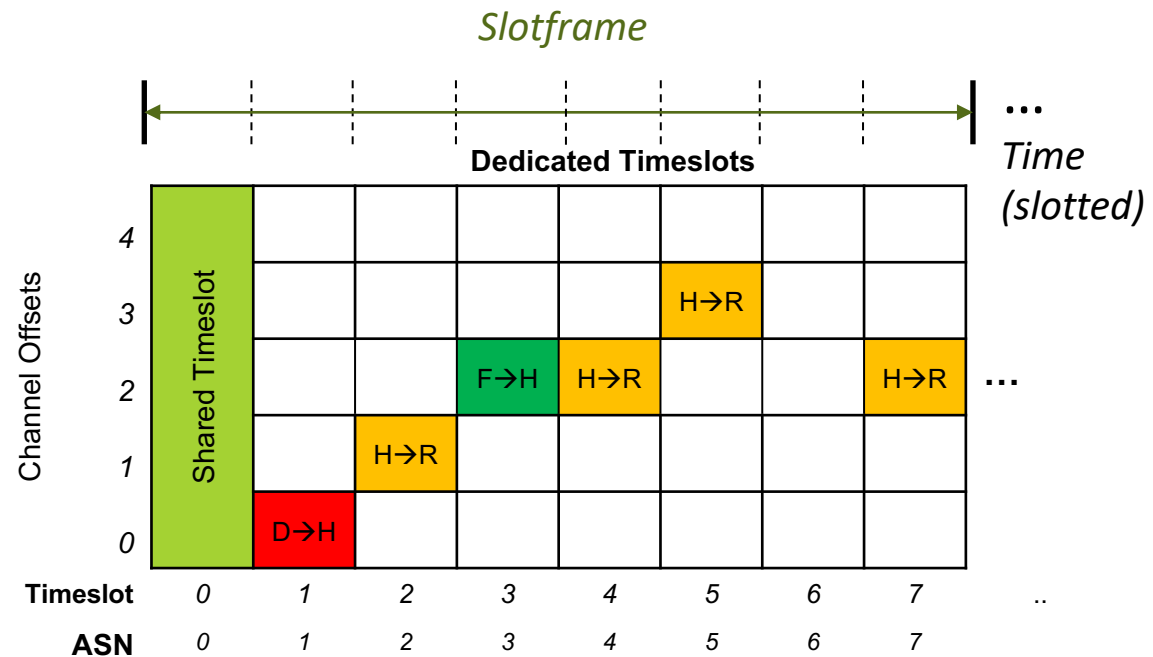 Slotframe
...
Time
(slotted)
Dedicated Timeslots
Channel Offsets
4
3
2
1
0
Shared Timeslot
H→R
F→H H→R H→R ...
H→R
D→H
Timeslot 0 1 2 3 4 5 6 7 ..
ASN 0 1 2 3 4 5 6 7